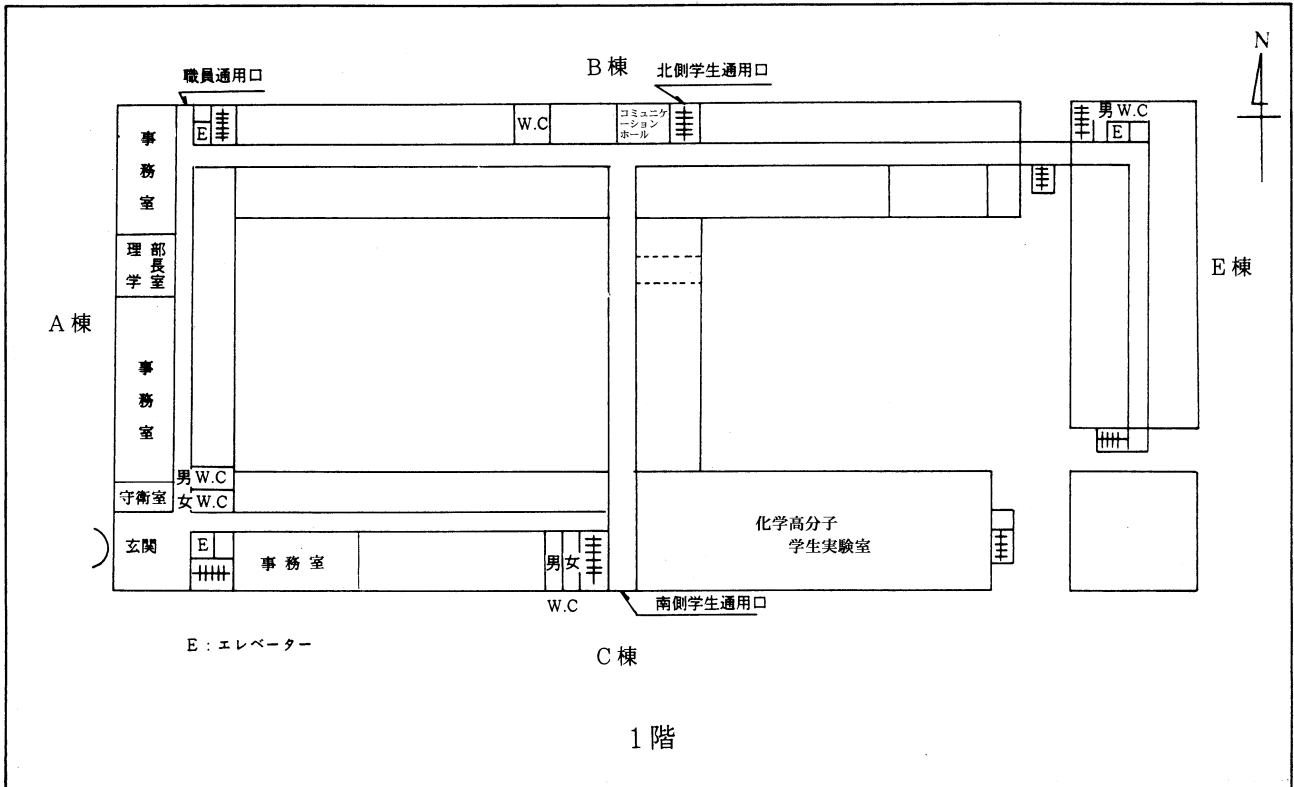 B棟
N
職員通用口
北側学生通用口
事務室
E
W.C
コミュニケ
ーション
ホール
男 W.C
E
理学
部長室
E棟
A棟
事務室
男 W.C
守衛室
女 W.C
玄関
E
事務室
男
女
W.C
化学高分子
学生実験室
南側学生通用口
E：エレベーター
C棟
1階